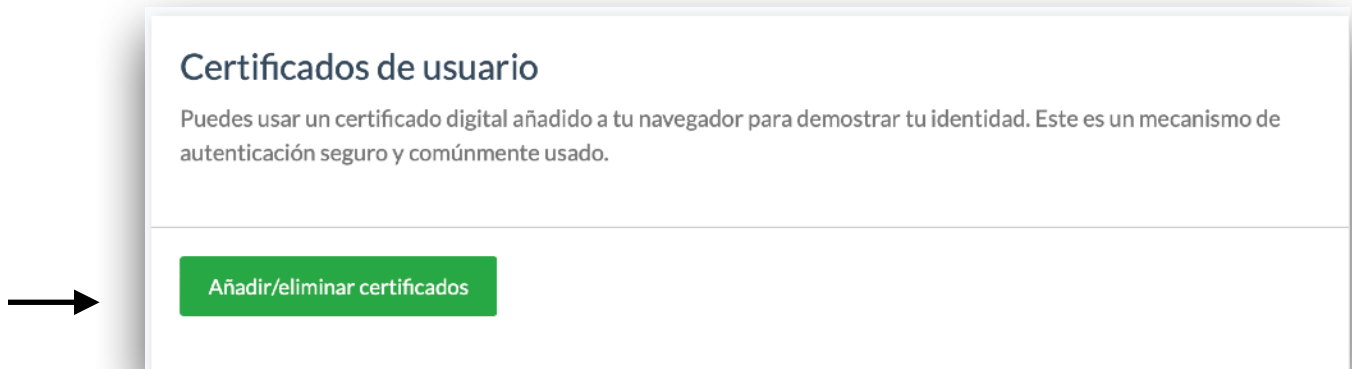 Certificados de usuario
Puedes usar un certificado digital añadido a tu navegador para demostrar tu identidad. Este es un mecanismo de
autenticación seguro y comúnmente usado.
Añadir/eliminar certificados